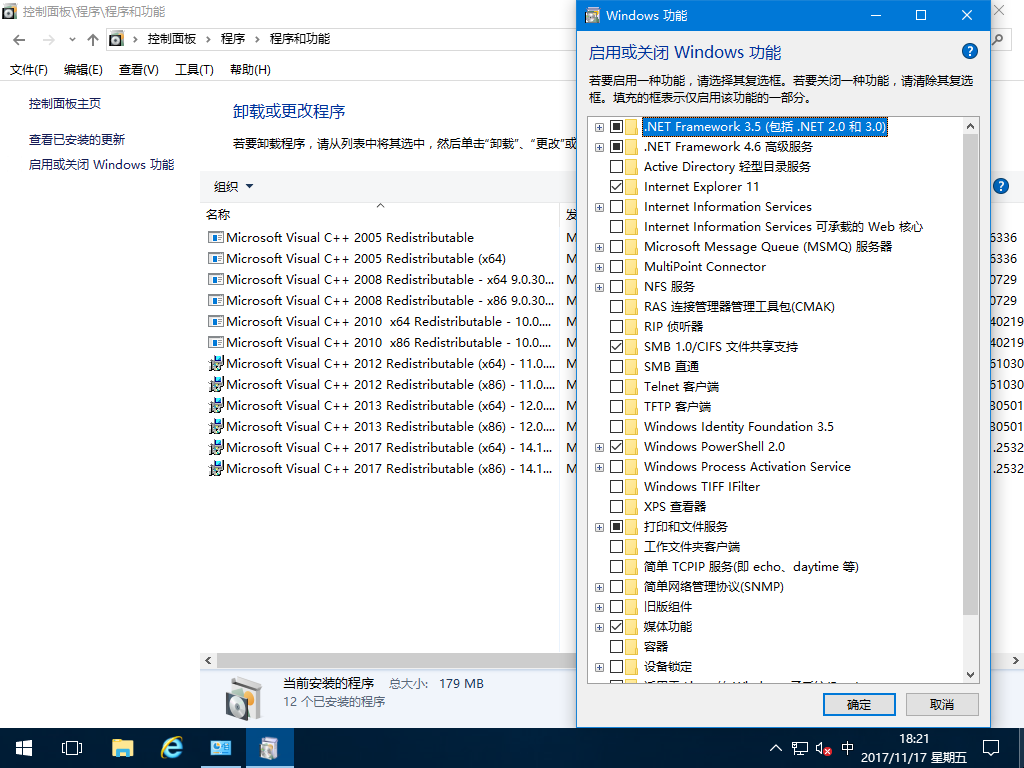 控制面板\程序\程序和功能
控制面板 程序 程序和功能
文件(F) 编辑(E) 查看(V) 工具(T) 帮助(H)
控制面板主页
查看已安装的更新
启用或关闭 Windows 功能
卸载或更改程序
若要卸载程序，请从列表中将其选中，然后单击“卸载”、“更改”或
组织
名称 发
Microsoft Visual C++ 2005 Redistributable M 6336
Microsoft Visual C++ 2005 Redistributable (x64) M 6336
Microsoft Visual C++ 2008 Redistributable - x64 9.0.30... M 0729
Microsoft Visual C++ 2008 Redistributable - x86 9.0.30... M 0729
Microsoft Visual C++ 2010  x64 Redistributable - 10.0.... M 40219
Microsoft Visual C++ 2010  x86 Redistributable - 10.0.... M 40219
Microsoft Visual C++ 2012 Redistributable (x64) - 11.0.... M 61030
Microsoft Visual C++ 2012 Redistributable (x86) - 11.0.... M 61030
Microsoft Visual C++ 2013 Redistributable (x64) - 12.0.... M 30501
Microsoft Visual C++ 2013 Redistributable (x86) - 12.0.... M 30501
Microsoft Visual C++ 2017 Redistributable (x64) - 14.1... M .2532
Microsoft Visual C++ 2017 Redistributable (x86) - 14.1... M .2532
当前安装的程序 总大小: 179 MB
12 个已安装的程序
Windows 功能
启用或关闭 Windows 功能
若要启用一种功能，请选择其复选框。若要关闭一种功能，请清除其复选
框。填充的框表示仅启用该功能的一部分。
.NET Framework 3.5 (包括 .NET 2.0 和 3.0)
.NET Framework 4.6 高级服务
Active Directory 轻型目录服务
Internet Explorer 11
Internet Information Services
Internet Information Services 可承载的 Web 核心
Microsoft Message Queue (MSMQ) 服务器
MultiPoint Connector
NFS 服务
RAS 连接管理器管理工具包(CMAK)
RIP 侦听器
SMB 1.0/CIFS 文件共享支持
SMB 直通
Telnet 客户端
TFTP 客户端
Windows Identity Foundation 3.5
Windows PowerShell 2.0
Windows Process Activation Service
Windows TIFF IFilter
XPS 查看器
打印和文件服务
工作文件夹客户端
简单 TCPIP 服务(即 echo、daytime 等)
简单网络管理协议(SNMP)
旧版组件
媒体功能
容器
设备锁定
确定 取消
中
18:21
2017/11/17 星期五